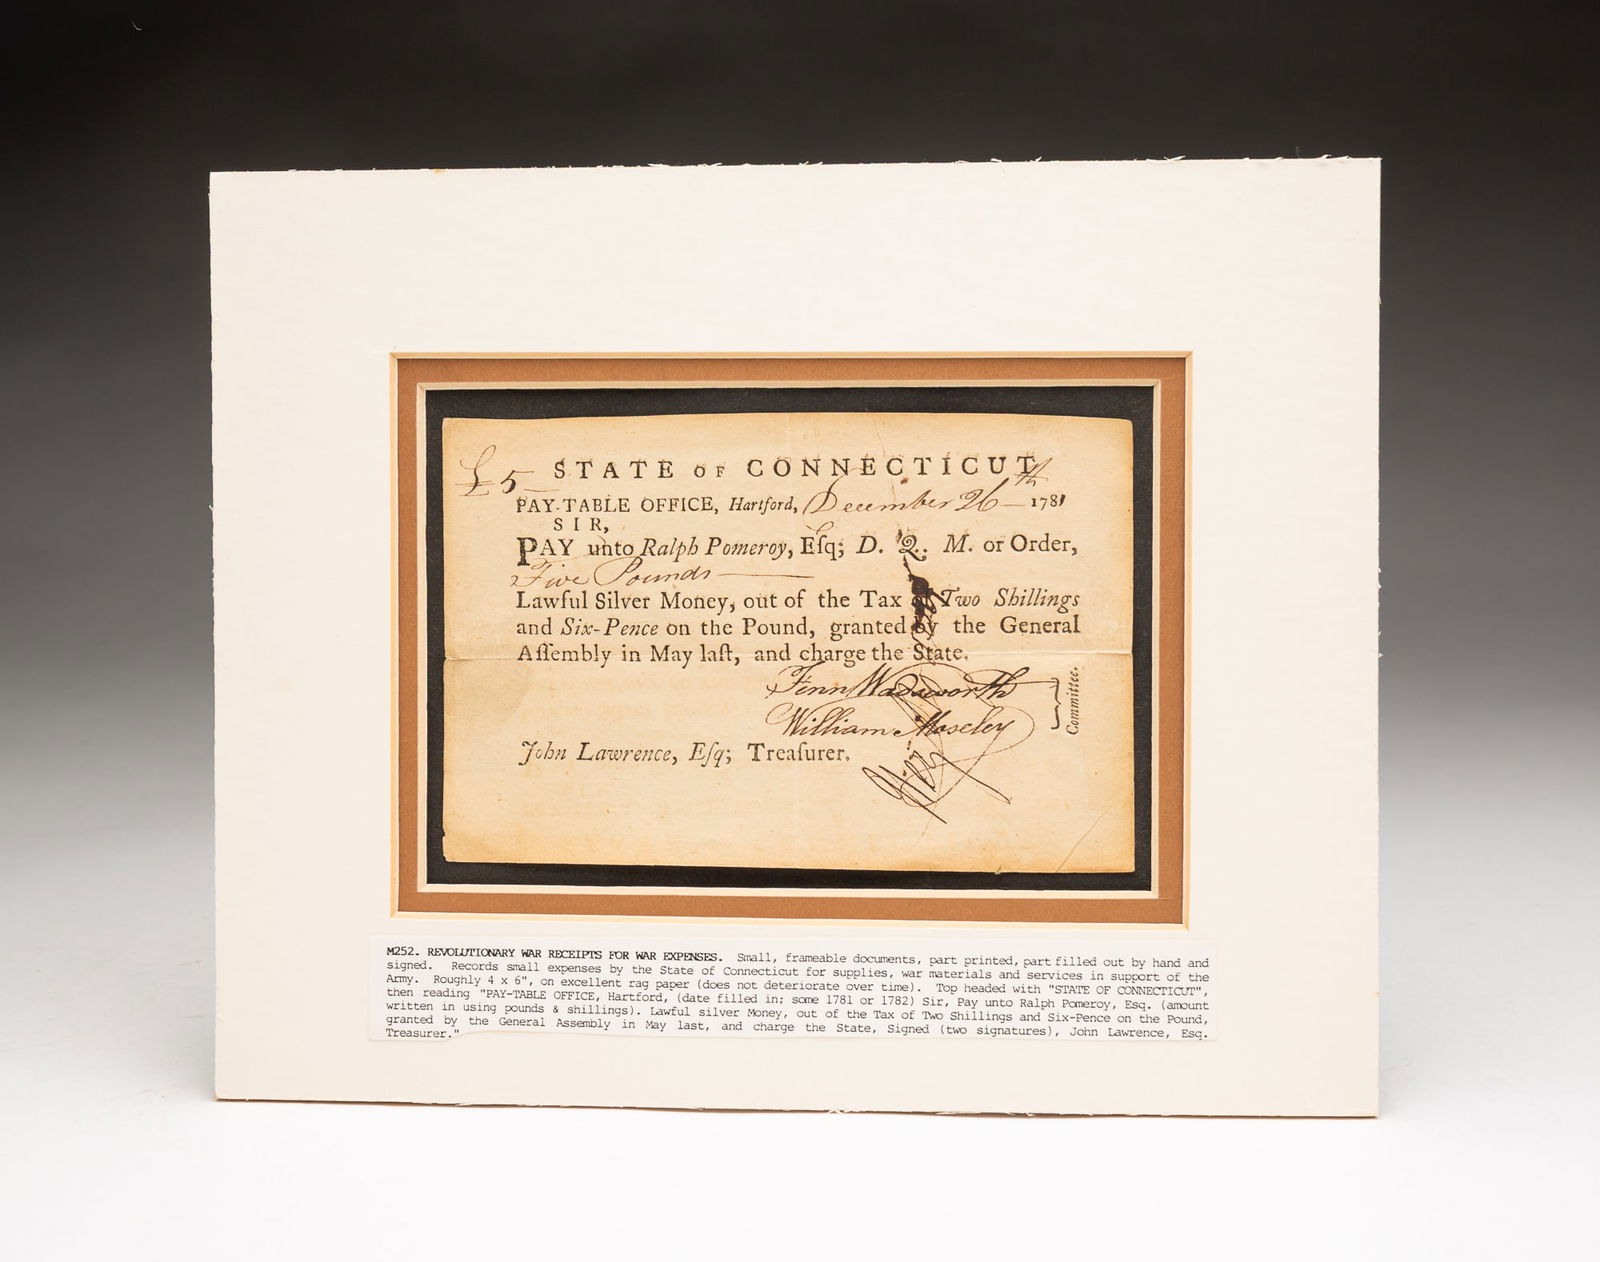 £5 – STATE OF CONNECTICUT
PAY-TABLE OFFICE, Hartford, December 26th – 1781
SIR,
PAY unto Ralph Pomeroy, Eſq; D. Q. M. or Order,
Five Pounds
Lawful Silver Money, out of the Tax of Two Shillings
and Six-Pence on the Pound, granted by the General
Aſſembly in May laſt, and charge the State.
Fenn Wadsworth
William Moseley
Committee.
John Lawrence, Eſq; Treaſurer.
M252. REVOLUTIONARY WAR RECEIPTS FOR WAR EXPENSES. Small, frameable documents, part printed, part filled out by hand and
signed. Records small expenses by the State of Connecticut for supplies, war materials and services in support of the
Army. Roughly 4 x 6", on excellent rag paper (does not deteriorate over time). Top headed with "STATE OF CONNECTICUT",
then reading "PAY-TABLE OFFICE, Hartford, (date filled in; some 1781 or 1782) Sir, Pay unto Ralph Pomeroy, Esq. (amount
written in using pounds & shillings). Lawful silver Money, out of the Tax of Two Shillings and Six-Pence on the Pound,
granted by the General Assembly in May last, and charge the State, Signed (two signatures), John Lawrence, Esq.
Treasurer."